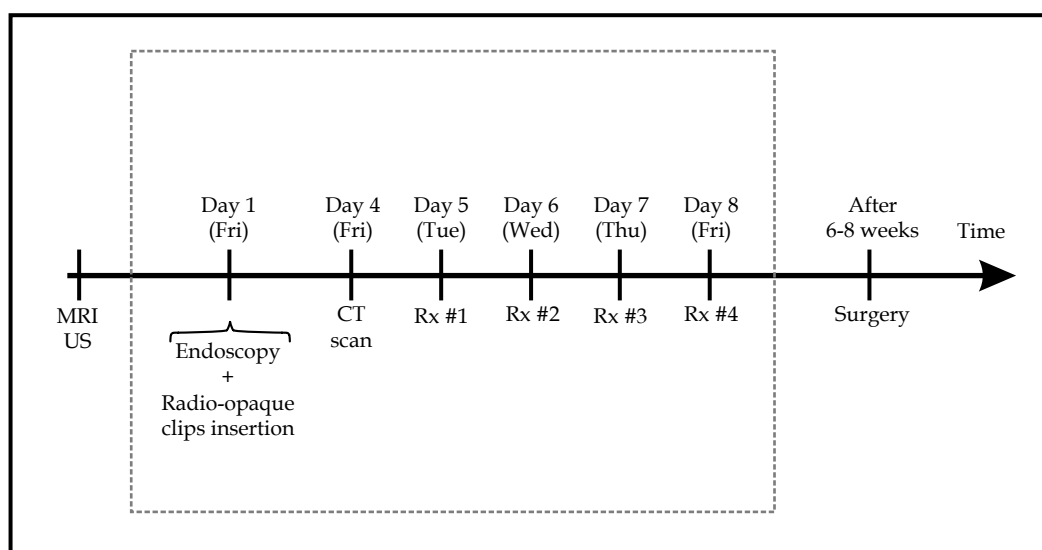 Day 1
(Fri)
Day 4
(Fri)
Day 5
(Tue)
Day 6
(Wed)
Day 7
(Thu)
Day 8
(Fri)
After
6-8 weeks
Time
MRI
US
Endoscopy
+
Radio-opaque
clips insertion
CT
scan
Rx #1
Rx #2
Rx #3
Rx #4
Surgery